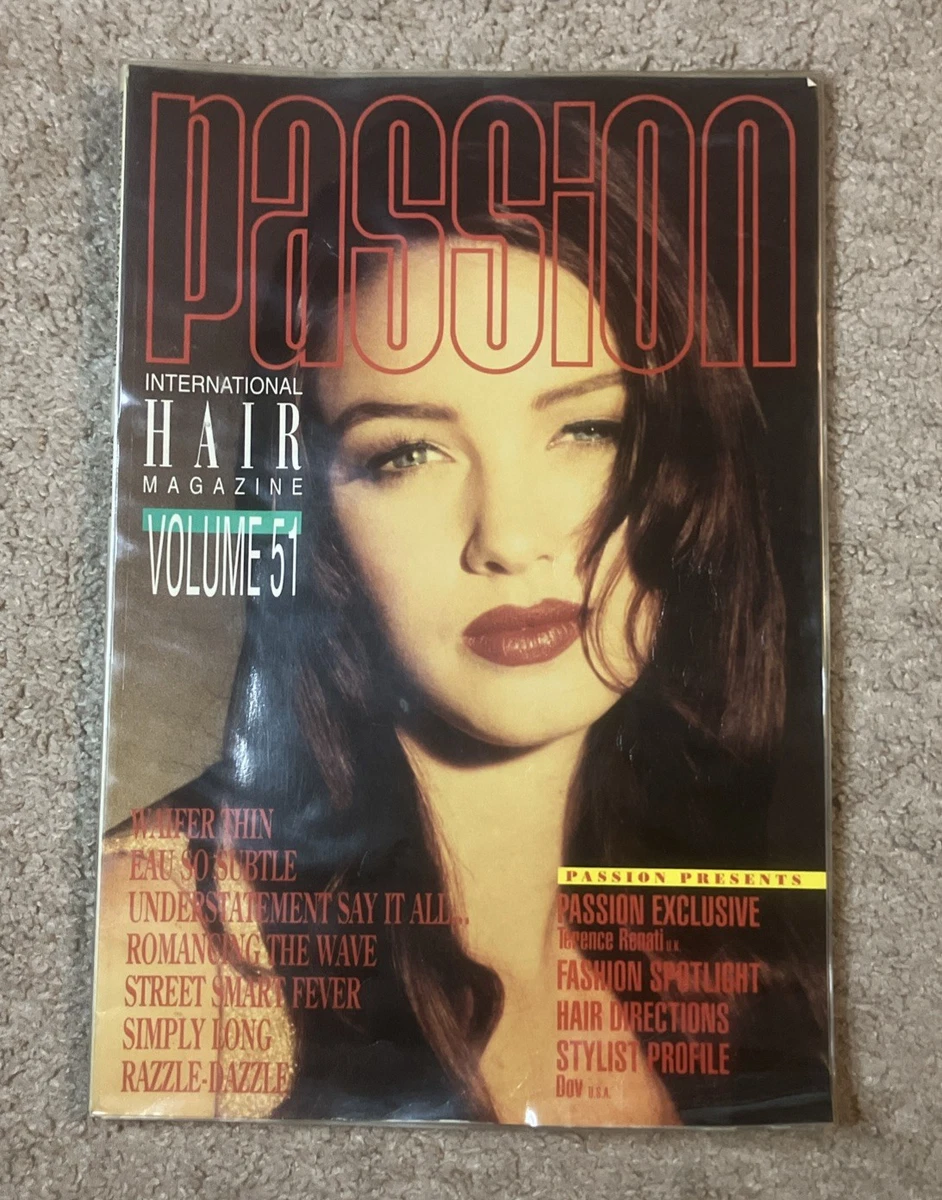 passion
INTERNATIONAL
HAIR
MAGAZINE
VOLUME 51
WAIFER THIN
EAU SO SUBTLE
UNDERSTATEMENT SAY IT ALL...
ROMANCING THE WAVE
STREET SMART FEVER
SIMPLY LONG
RAZZLE-DAZZLE
PASSION PRESENTS
PASSION EXCLUSIVE
Terence Renati U.K.
FASHION SPOTLIGHT
HAIR DIRECTIONS
STYLIST PROFILE
Dov U.S.A.